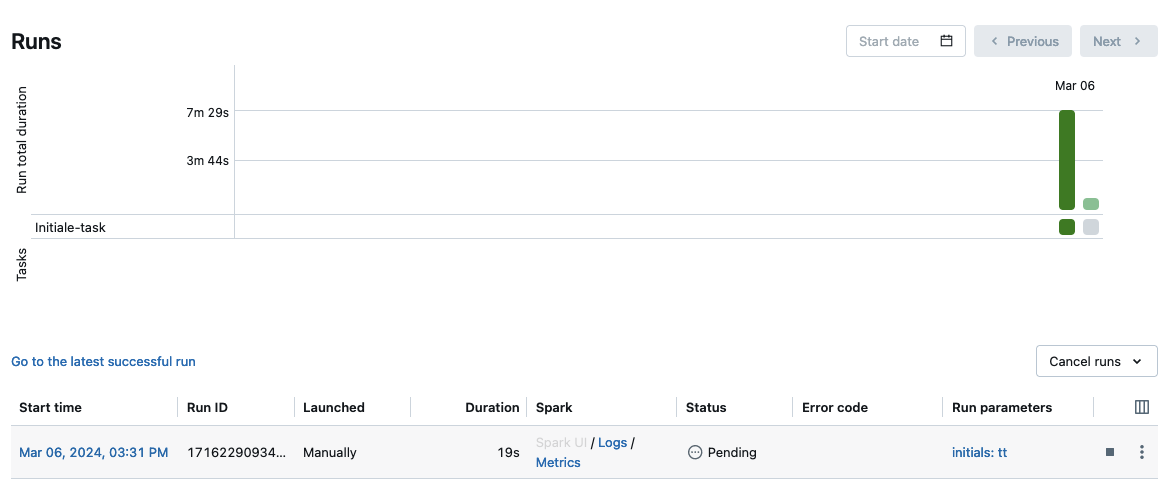 Runs
Start date
Previous
Next
Mar 06
Run total duration
7m 29s
3m 44s
Initiale-task
Tasks
Go to the latest successful run
Cancel runs
Start time Run ID Launched Duration Spark Status Error code Run parameters
Mar 06, 2024, 03:31 PM 17162290934... Manually 19s Spark UI / Logs / Pending initials: tt
Metrics